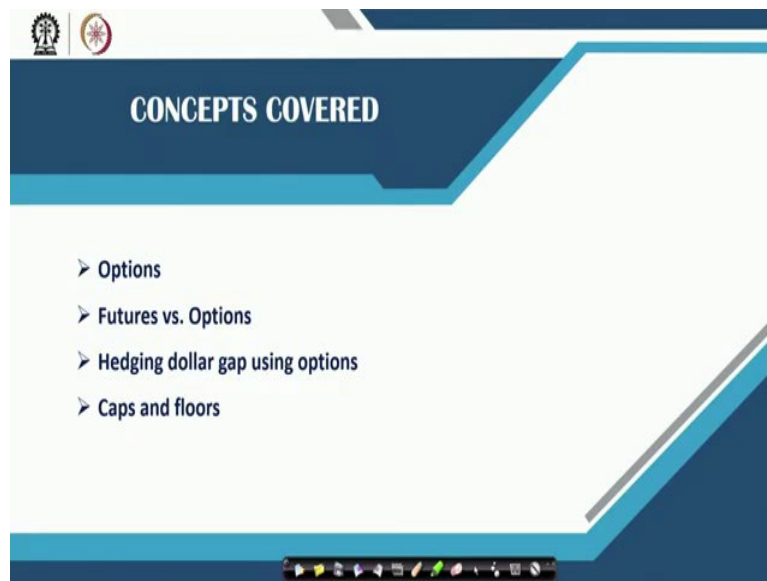 CONCEPTS COVERED
➢ Options
➢ Futures vs. Options
➢ Hedging dollar gap using options
➢ Caps and floors